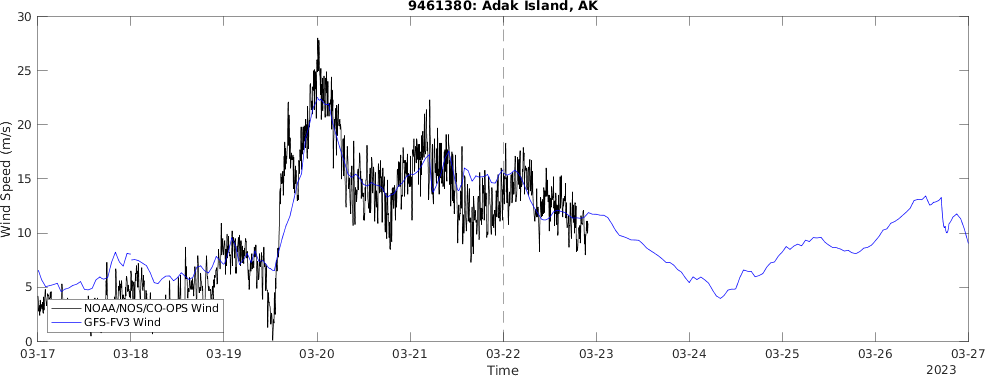 9461380: Adak Island, AK
30
25
20
15
10
5
0
Wind Speed (m/s)
NOAA/NOS/CO-OPS Wind
GFS-FV3 Wind
03-17 03-18 03-19 03-20 03-21 03-22 03-23 03-24 03-25 03-26 03-27
Time
2023